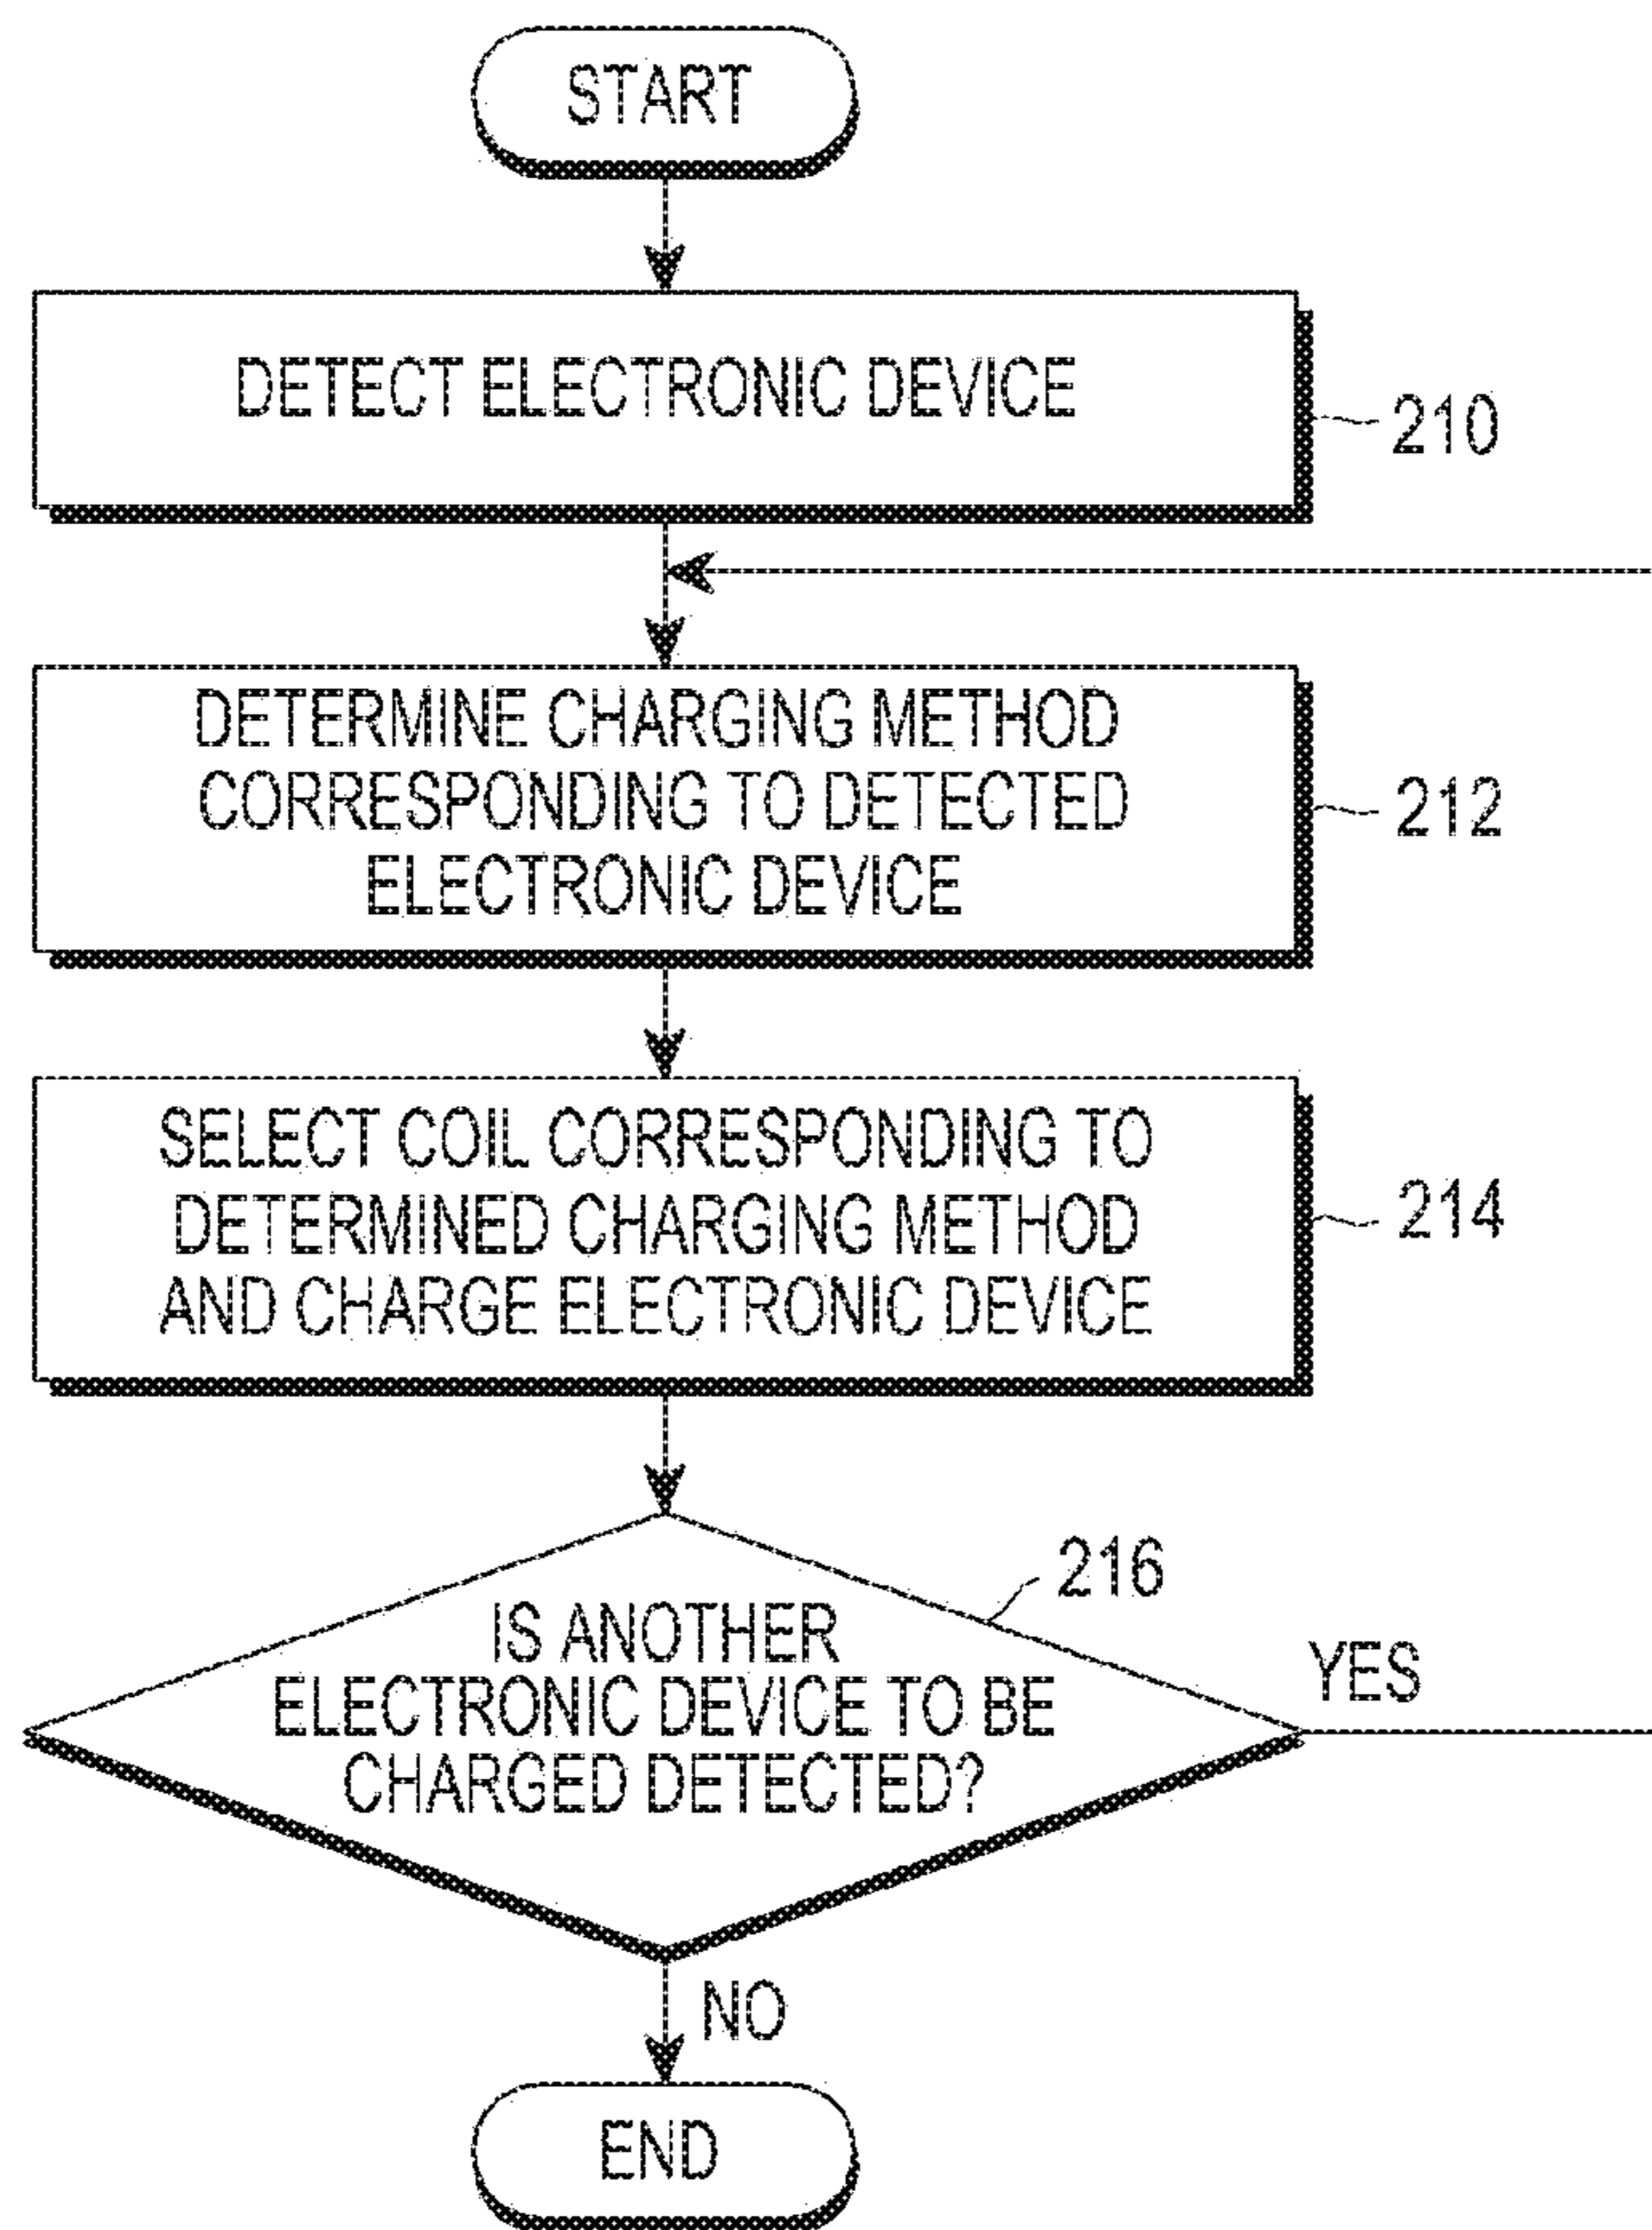 START
DETECT ELECTRONIC DEVICE
210
DETERMINE CHARGING METHOD
CORRESPONDING TO DETECTED
ELECTRONIC DEVICE
212
SELECT COIL CORRESPONDING TO
DETERMINED CHARGING METHOD
AND CHARGE ELECTRONIC DEVICE
214
216
IS ANOTHER
ELECTRONIC DEVICE TO BE
CHARGED DETECTED?
YES
NO
END